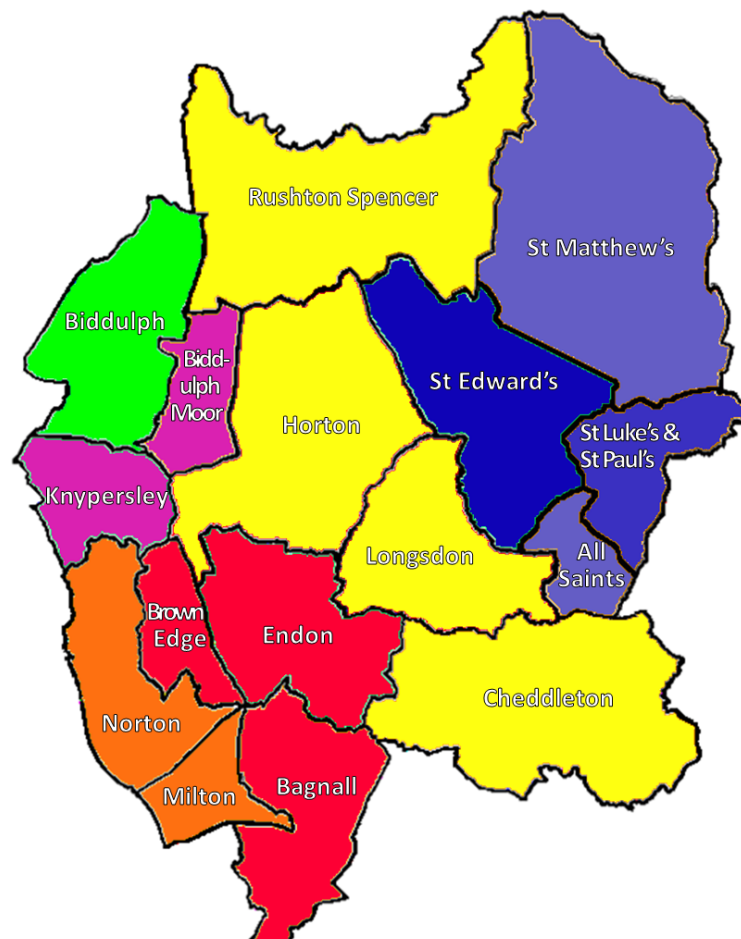 Rushton Spencer
St Matthew's
Biddulph
Bidd-
ulph
Moor
St Edward's
Horton
St Luke's &
St Paul's
Knypersley
Longsdon
All
Saints
Brown
Edge
Endon
Cheddleton
Norton
Milton
Bagnall